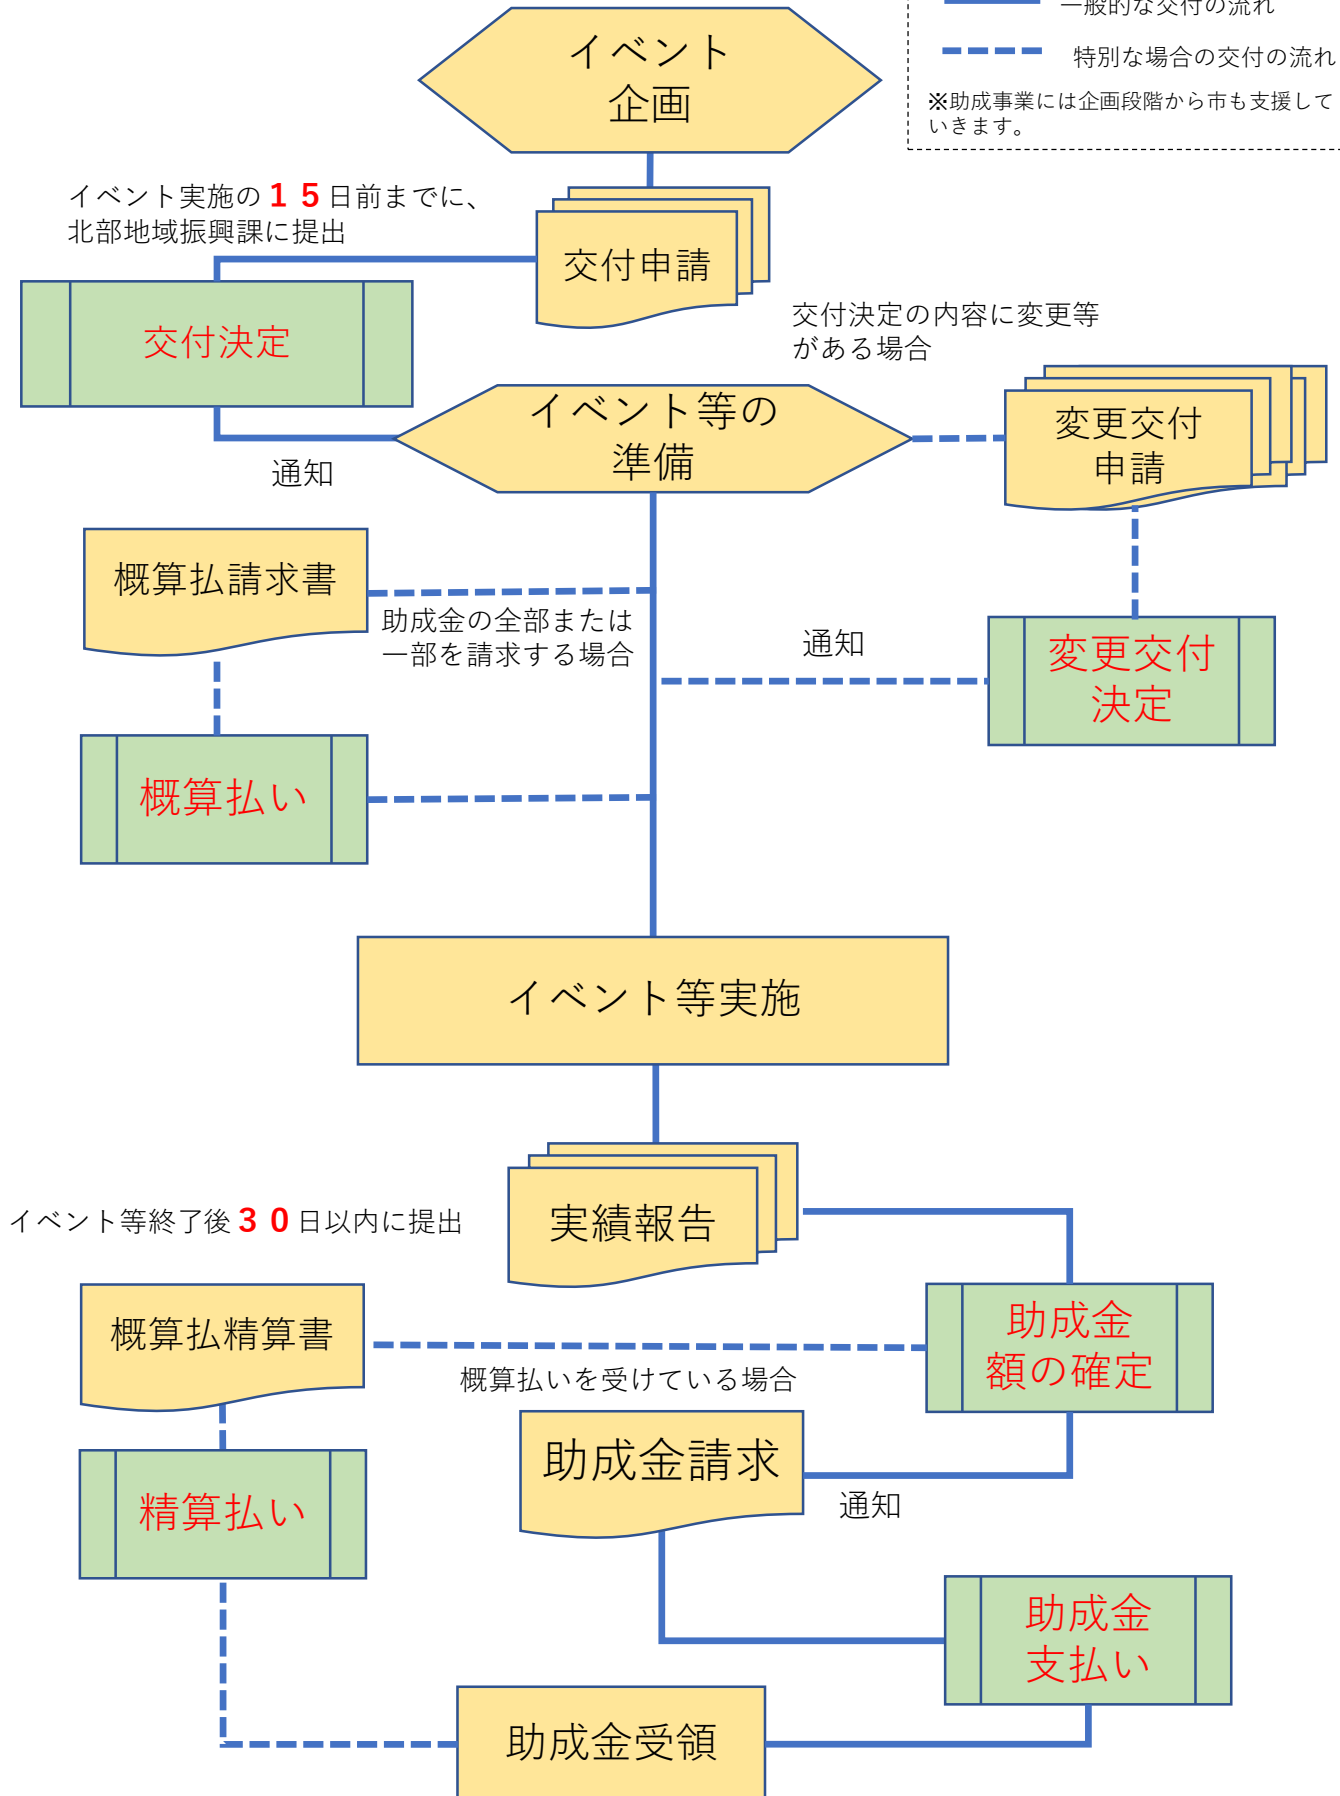 一般的な交付の流れ
特別な場合の交付の流れ
※助成事業には企画段階から市も支援して
いきます。
イベント
企画
イベント実施の１５日前までに、
北部地域振興課に提出
交付申請
交付決定
交付決定の内容に変更等
がある場合
イベント等の
準備
変更交付
申請
通知
概算払請求書
助成金の全部または
一部を請求する場合
通知
変更交付
決定
概算払い
イベント等実施
実績報告
イベント等終了後３０日以内に提出
概算払精算書
助成金
額の確定
概算払いを受けている場合
助成金請求
通知
精算払い
助成金
支払い
助成金受領